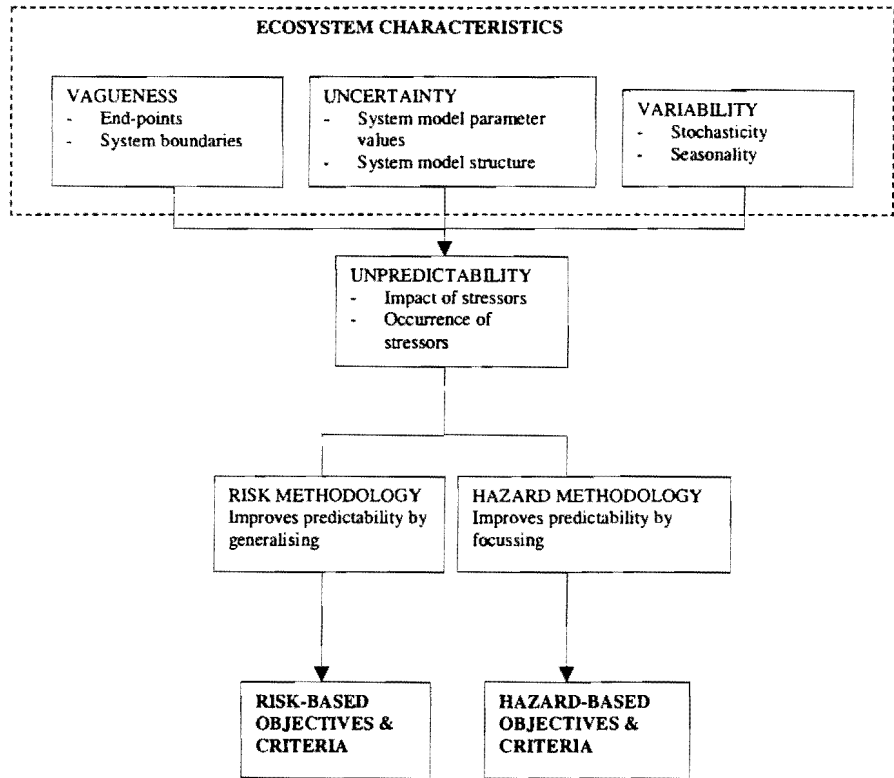 ECOSYSTEM CHARACTERISTICS
VAGUENESS
- End-points
- System boundaries
UNCERTAINTY
- System model parameter
values
- System model structure
VARIABILITY
- Stochasticity
- Seasonality
UNPREDICTABILITY
- Impact of stressors
- Occurrence of
stressors
RISK METHODOLOGY
Improves predictability by
generalising
HAZARD METHODOLOGY
Improves predictability by
focussing
RISK-BASED
OBJECTIVES &
CRITERIA
HAZARD-BASED
OBJECTIVES &
CRITERIA